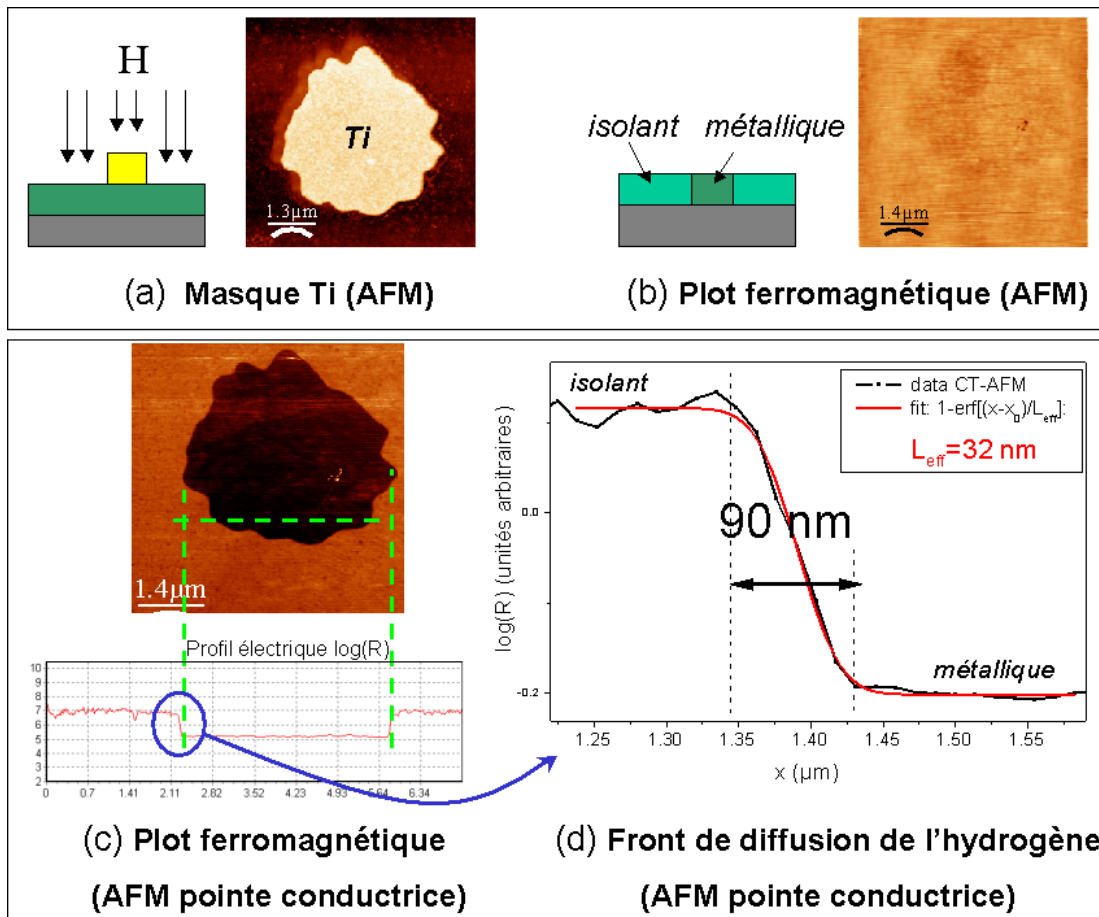 H
Ti
1.3µm
(a) Masque Ti (AFM)
isolant métallique
1.4µm
(b) Plot ferromagnétique (AFM)
1.4µm
Profil électrique log(R)
10
9
8
7
6
5
4
3
2
0 0.7 1.41 2.11 2.82 3.52 4.23 4.93 5.64 6.34
(c) Plot ferromagnétique
(AFM pointe conductrice)
isolant
data CT-AFM
fit: 1-erf[(x-x0)/Leff]:
Leff=32 nm
90 nm
métallique
log(R) (unités arbitraires)
0.0
-0.2
1.25 1.30 1.35 1.40 1.45 1.50 1.55
x (µm)
(d) Front de diffusion de l'hydrogène
(AFM pointe conductrice)